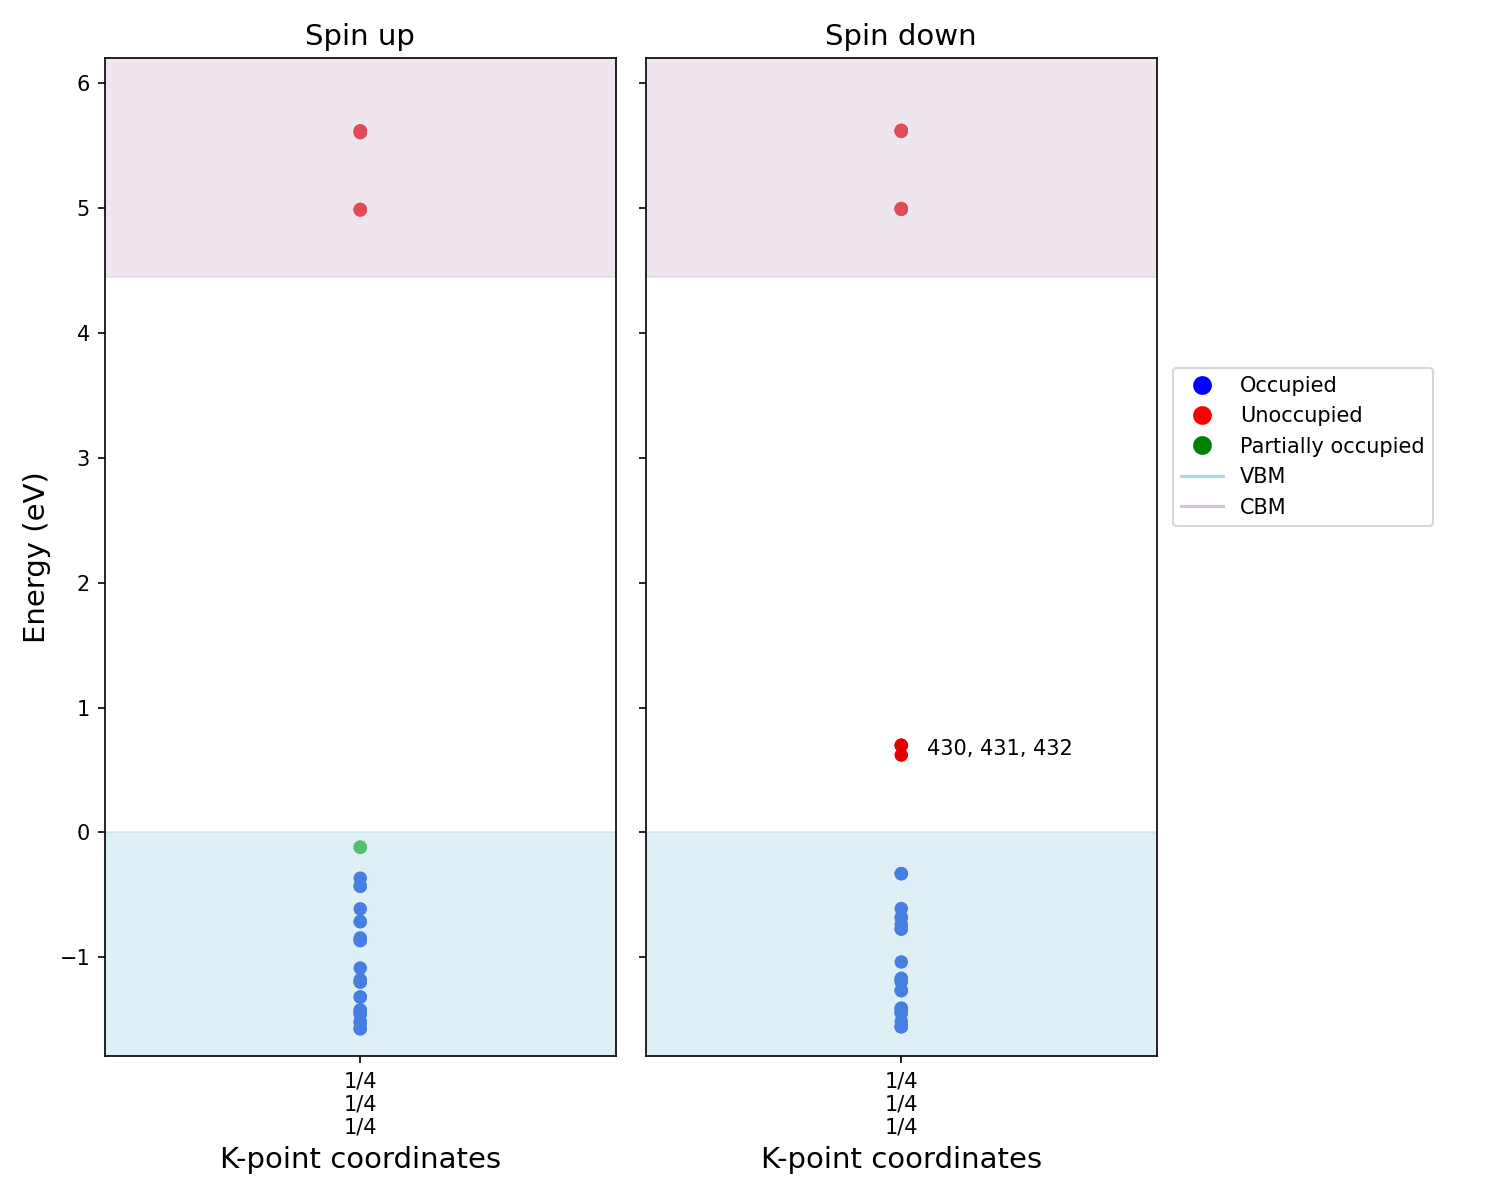 Spin up
Spin down
Energy (eV)
6
5
4
3
2
1
0
−1
430, 431, 432
1/4
1/4
1/4
1/4
1/4
1/4
K-point coordinates
K-point coordinates
Occupied
Unoccupied
Partially occupied
VBM
CBM